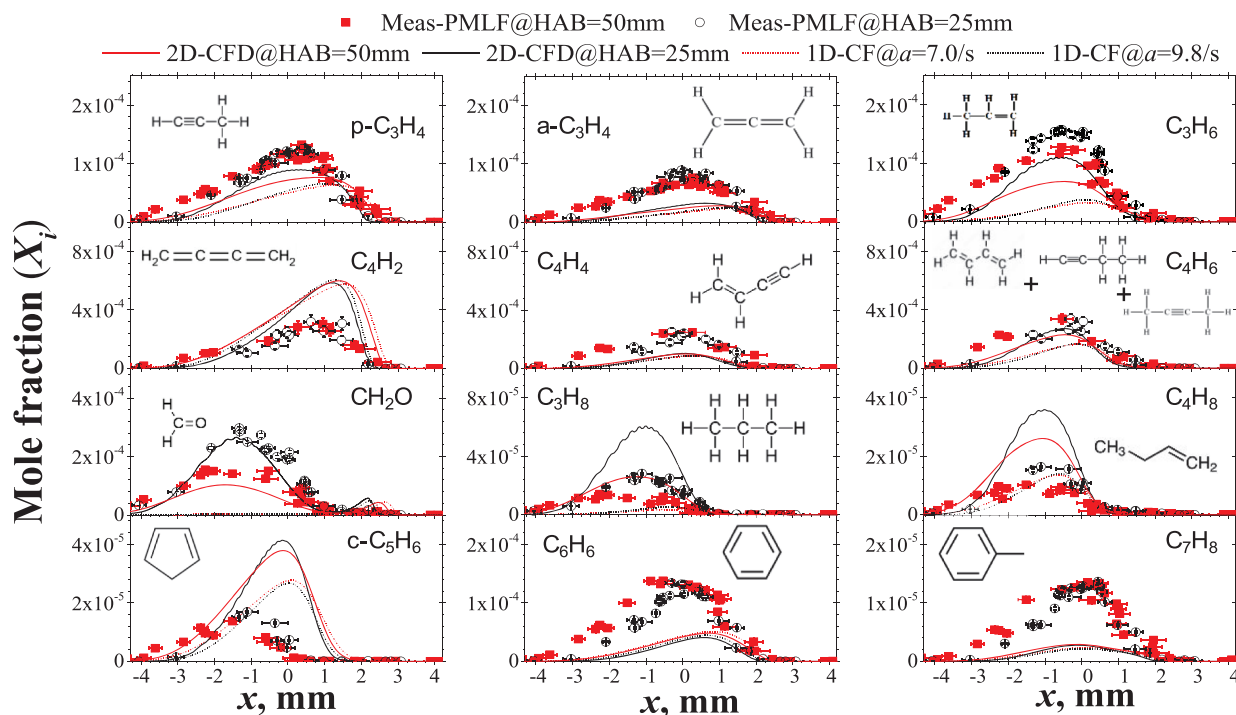 Meas-PMLF@HAB=50mm Meas-PMLF@HAB=25mm
2D-CFD@HAB=50mm 2D-CFD@HAB=25mm 1D-CF@a=7.0/s 1D-CF@a=9.8/s
Mole fraction (Xᵢ)
2x10⁻⁴
1x10⁻⁴
0
H
H–C≡C–C–H
H
p-C₃H₄
H H
C=C=C
H H
a-C₃H₄
H H H
H–C–C=C
H H
C₃H₆
8x10⁻⁴
4x10⁻⁴
0
H₂C=C=C=CH₂
C₄H₂
C₄H₄
H
H C C
C C
H H
8x10⁻⁴
4x10⁻⁴
0
H H H
C C C C
H H H
+
H H
H–C≡C–C–C–H
H H
+
H H
H–C–C≡C–C–H
H H
C₄H₆
4x10⁻⁴
2x10⁻⁴
0
H
C=O
H
CH₂O
8x10⁻⁵
4x10⁻⁵
0
C₃H₈
H H H
H–C–C–C–H
H H H
4x10⁻⁵
2x10⁻⁵
0
C₄H₈
CH₃ CH₂
4x10⁻⁵
2x10⁻⁵
0
c-C₅H₆
2x10⁻⁴
1x10⁻⁴
0
C₆H₆
2x10⁻⁵
1x10⁻⁵
0
C₇H₈
-4 -3 -2 -1 0 1 2 3 4
-4 -3 -2 -1 0 1 2 3 4
-4 -3 -2 -1 0 1 2 3 4
x, mm
x, mm
x, mm